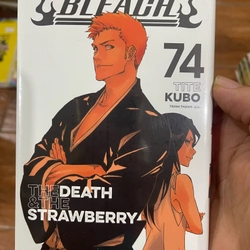 BLEACH
74
TITE
KUBO
THE DEATH
& THE
STRAWBERRY